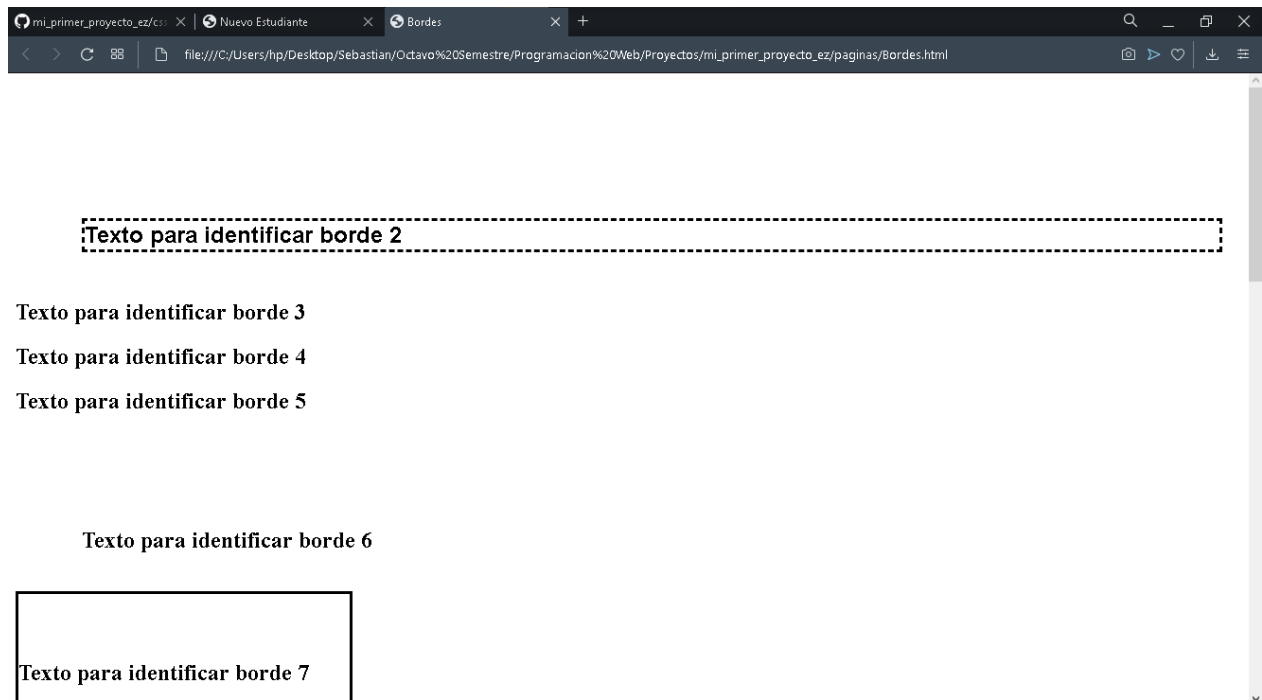 mi_primer_proyecto_ez/cs
Nuevo Estudiante
Bordes
file:///C:/Users/hp/Desktop/Sebastian/Octavo%20Semestre/Programacion%20Web/Proyectos/mi_primer_proyecto_ez/paginas/Bordes.html
Texto para identificar borde 2
Texto para identificar borde 3
Texto para identificar borde 4
Texto para identificar borde 5
Texto para identificar borde 6
Texto para identificar borde 7